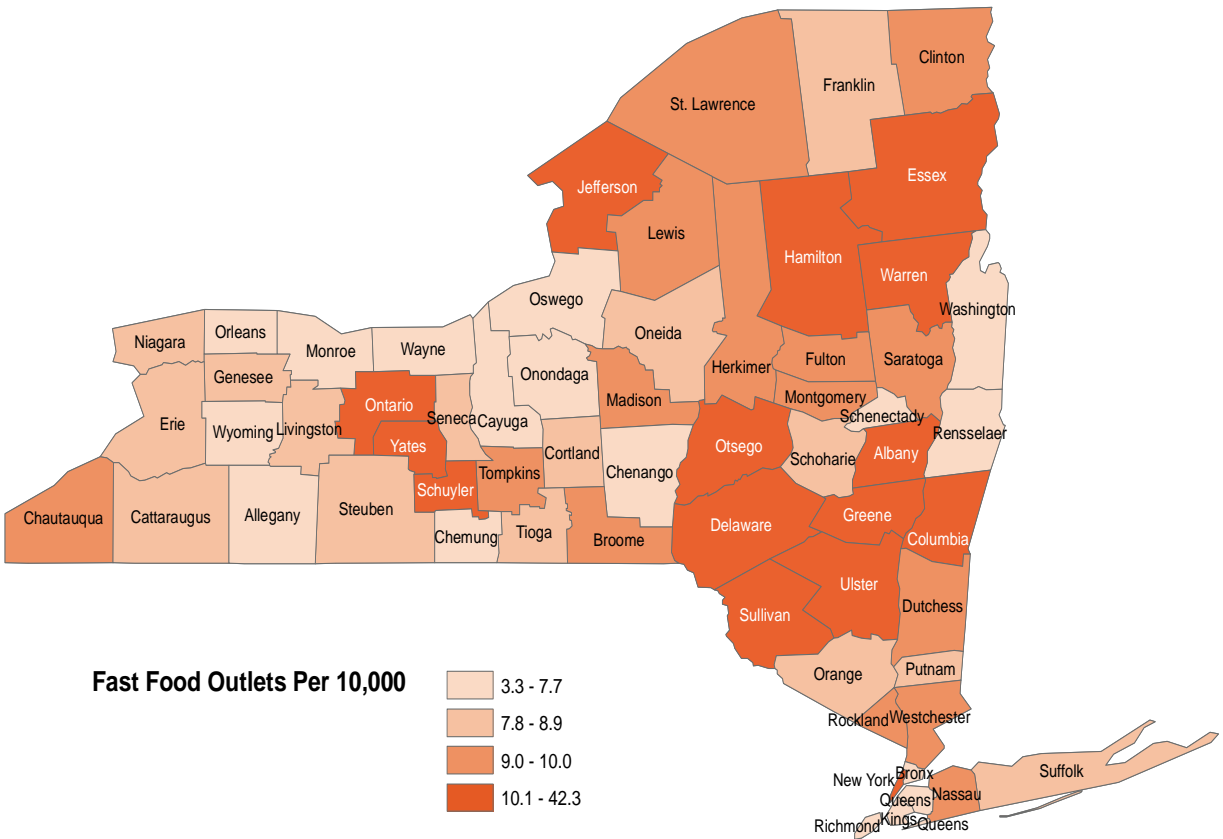 Clinton
Franklin
St. Lawrence
Essex
Jefferson
Lewis
Hamilton
Warren
Oswego
Washington
Orleans
Oneida
Niagara
Monroe
Wayne
Fulton
Saratoga
Herkimer
Onondaga
Genesee
Madison
Montgomery
Ontario
Schenectady
Seneca
Cayuga
Erie
Wyoming
Livingston
Rensselaer
Yates
Otsego
Albany
Cortland
Schoharie
Tompkins
Chenango
Schuyler
Steuben
Greene
Allegany
Cattaraugus
Chautauqua
Delaware
Tioga
Chemung
Broome
Columbia
Ulster
Dutchess
Sullivan
Putnam
Orange
Fast Food Outlets Per 10,000
3.3 - 7.7
7.8 - 8.9
9.0 - 10.0
10.1 - 42.3
Rockland
Westchester
Suffolk
Bronx
New York
Nassau
Queens
Kings
Queens
Richmond